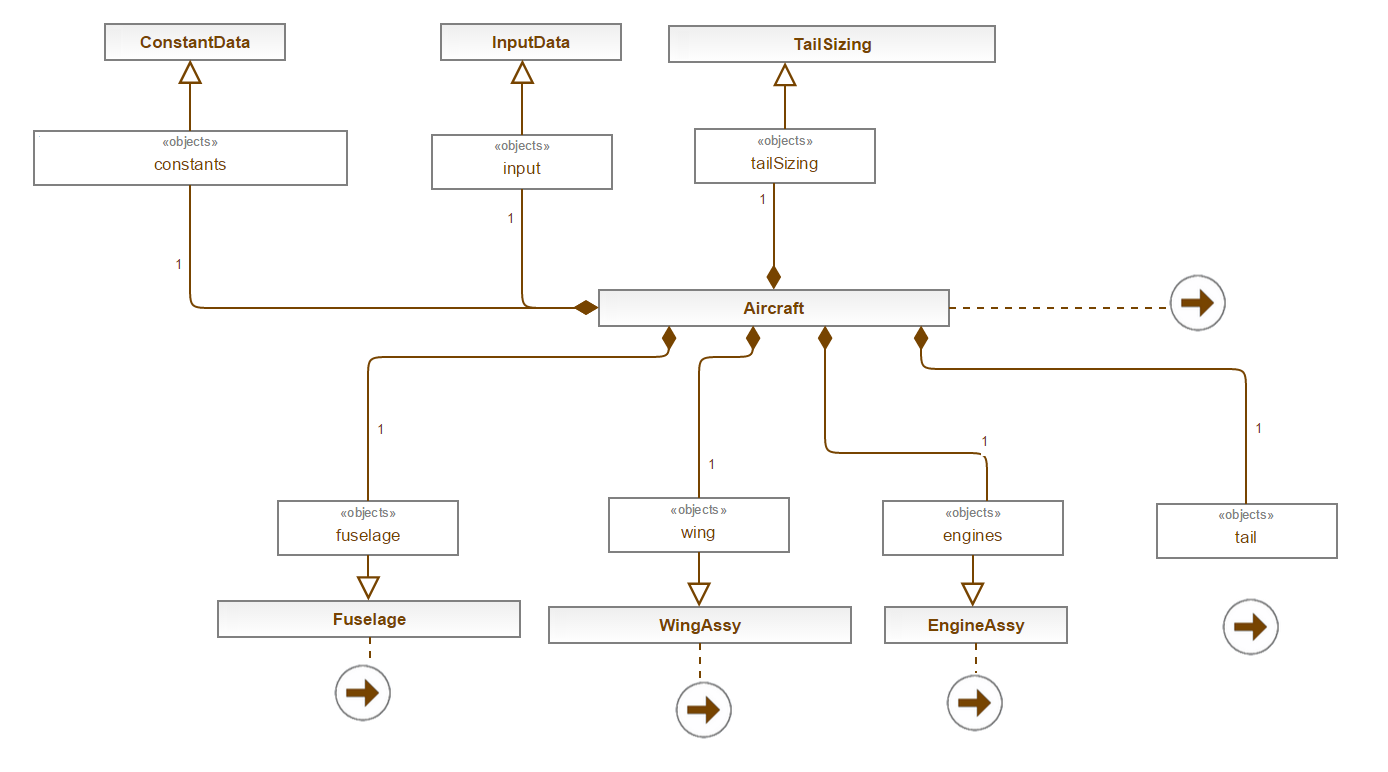 ConstantData
InputData
TailSizing
«objects»
constants
«objects»
input
«objects»
tailSizing
1
1
1
Aircraft
1
1
1
1
«objects»
fuselage
«objects»
wing
«objects»
engines
«objects»
tail
Fuselage
WingAssy
EngineAssy